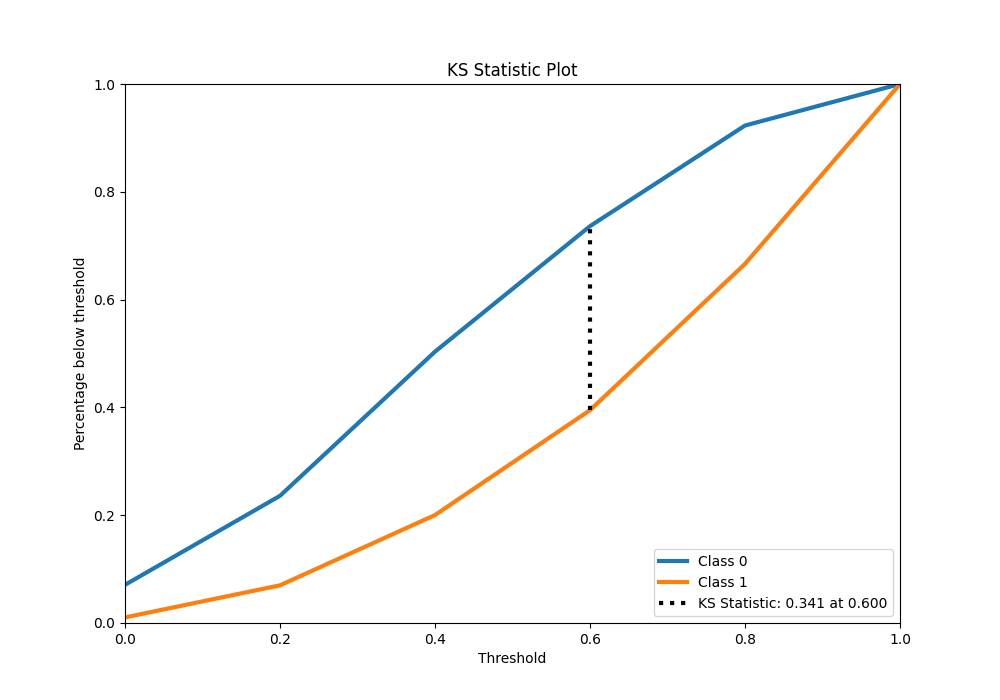 KS Statistic Plot
1.0
0.8
0.6
0.4
0.2
0.0
Percentage below threshold
Class 0
Class 1
KS Statistic: 0.341 at 0.600
0.0 0.2 0.4 0.6 0.8 1.0
Threshold